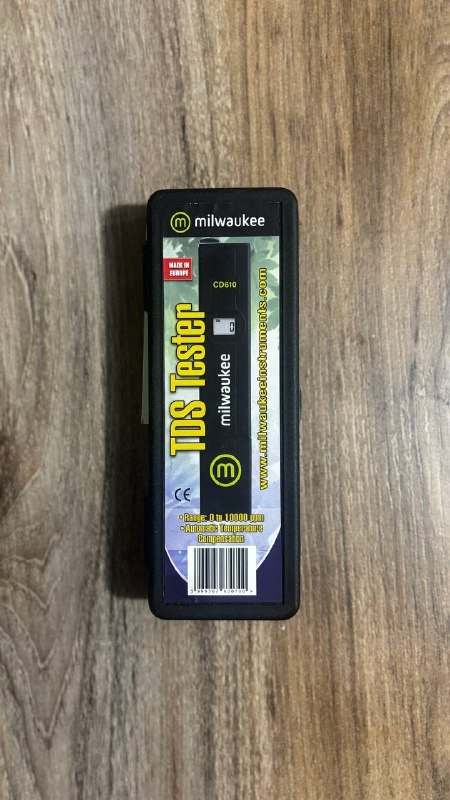 m milwaukee
MADE IN
EUROPE
CD610
0
TDS Tester
m milwaukee
www.milwaukeeinstruments.com
CE
• Range: 0 to 10000 ppm
• Automatic Temperature
Compensation